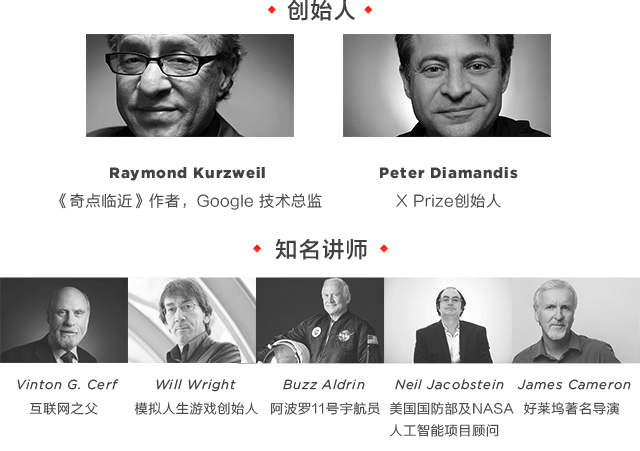 创始人
Raymond Kurzweil
Peter Diamandis
《奇点临近》作者，Google 技术总监
X Prize创始人
知名讲师
Vinton G. Cerf
Will Wright
Buzz Aldrin
Neil Jacobstein
James Cameron
互联网之父
模拟人生游戏创始人
阿波罗11号宇航员
美国国防部及NASA
好莱坞著名导演
人工智能项目顾问